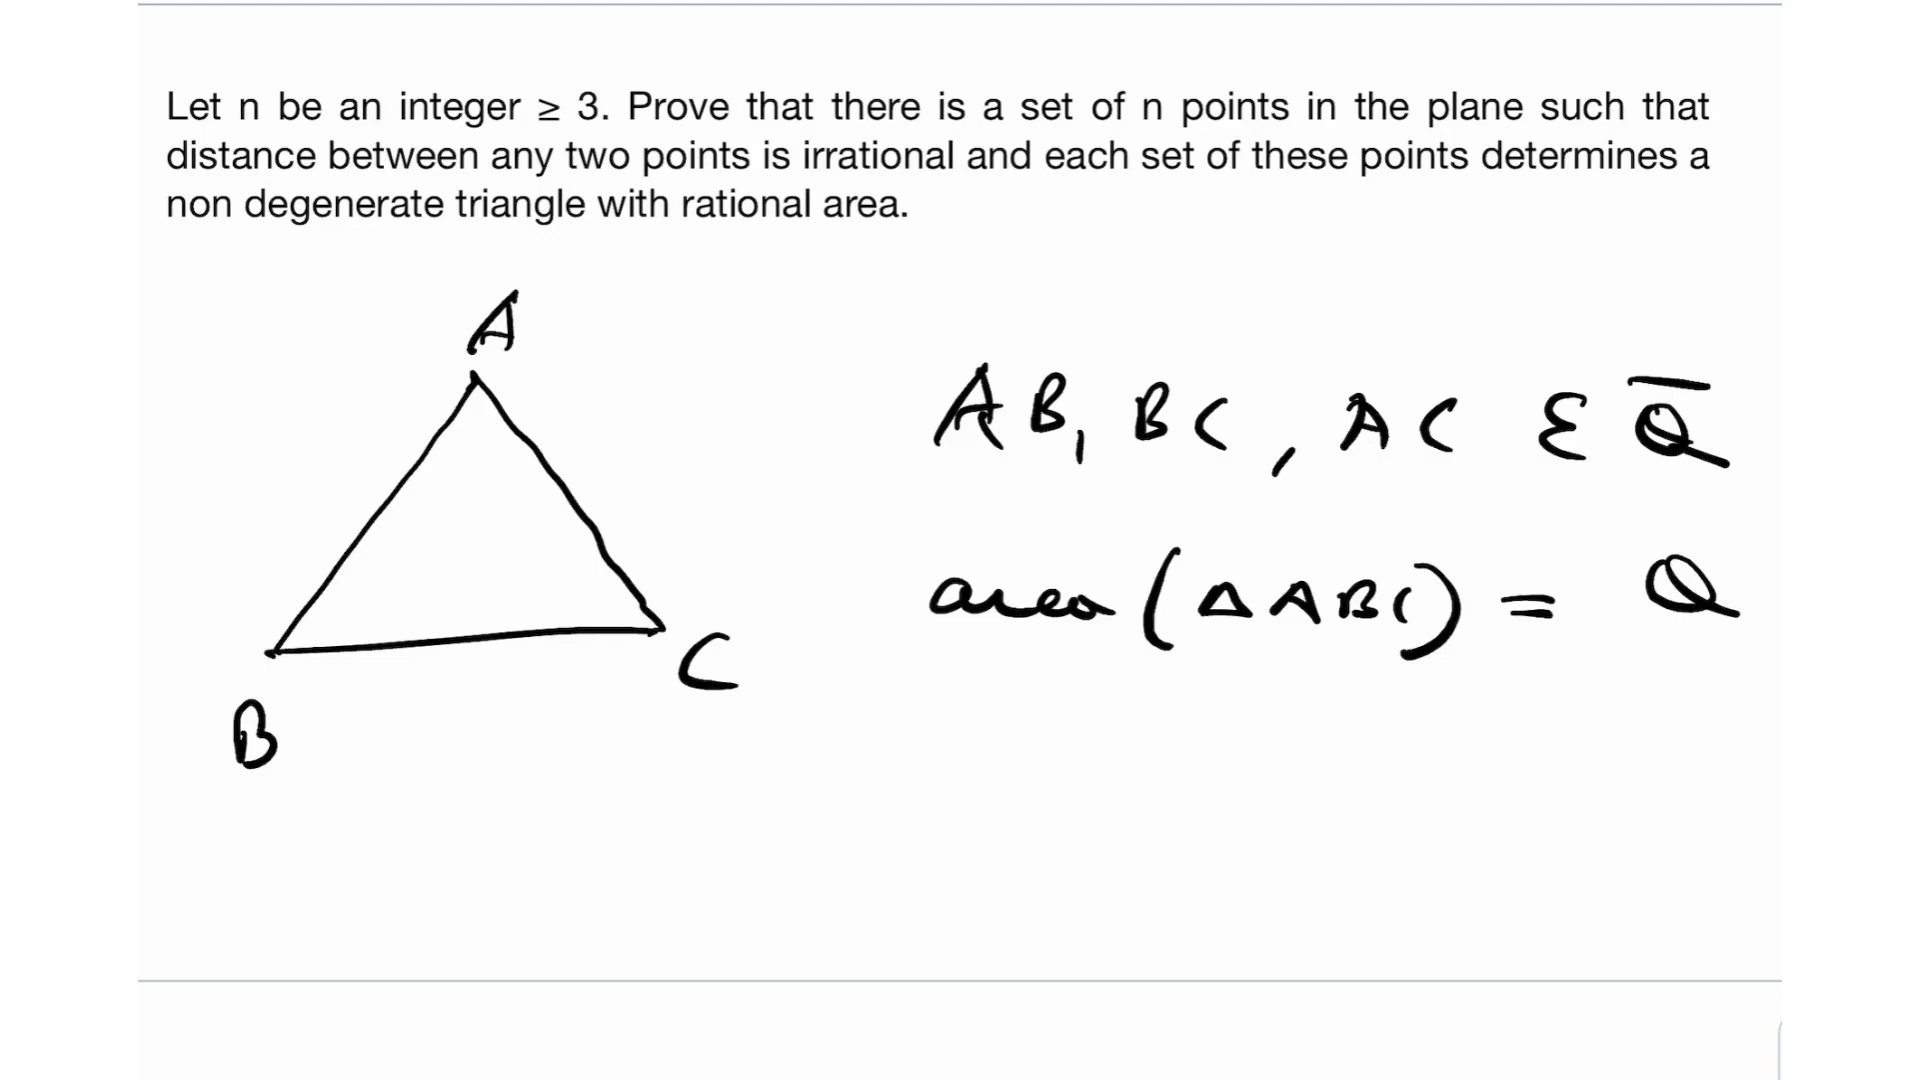 Let n be an integer ≥ 3. Prove that there is a set of n points in the plane such that
distance between any two points is irrational and each set of these points determines a
non degenerate triangle with rational area.
A
AB, BC, AC ε Q̅
area (△ABC) = Q
C
B